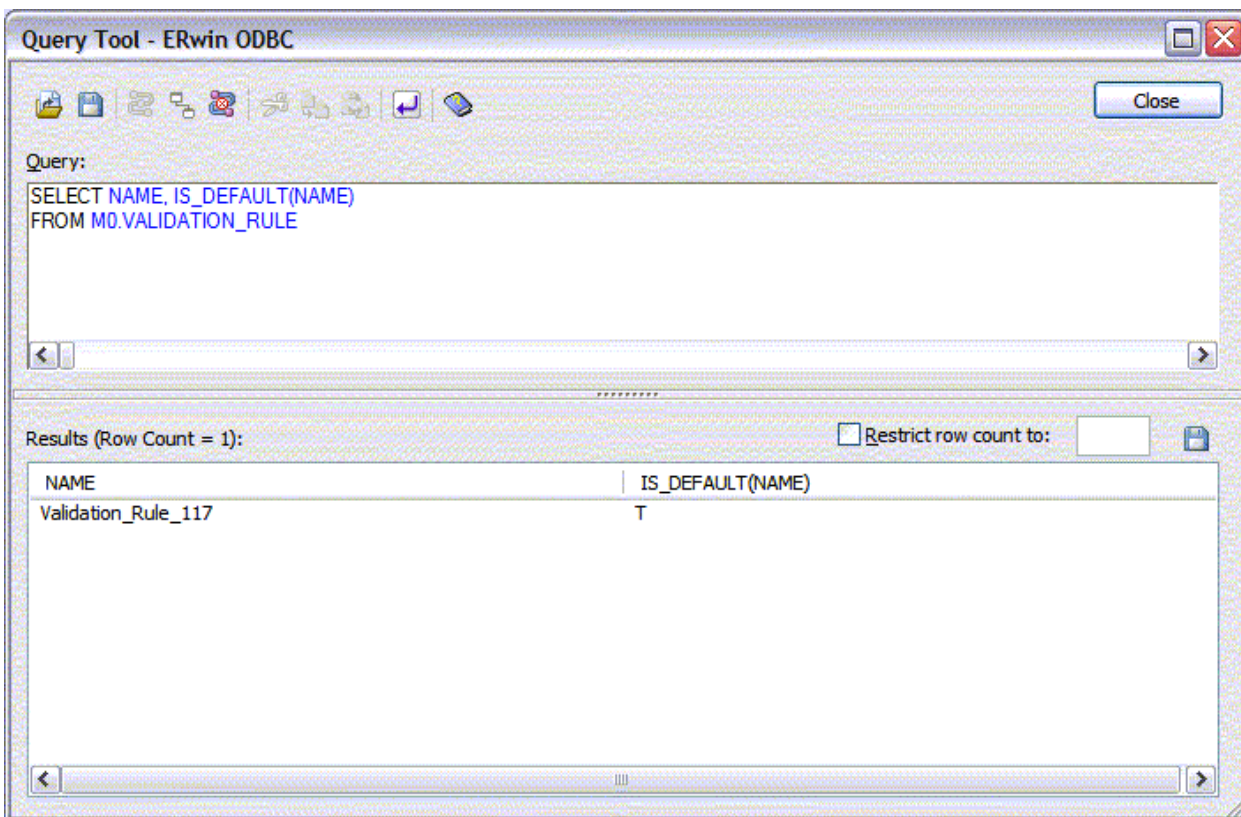 Query Tool - ERwin ODBC
Close
Query:
SELECT NAME, IS_DEFAULT(NAME)
FROM M0.VALIDATION_RULE
Results (Row Count = 1):
Restrict row count to:
NAME IS_DEFAULT(NAME)
Validation_Rule_117 T